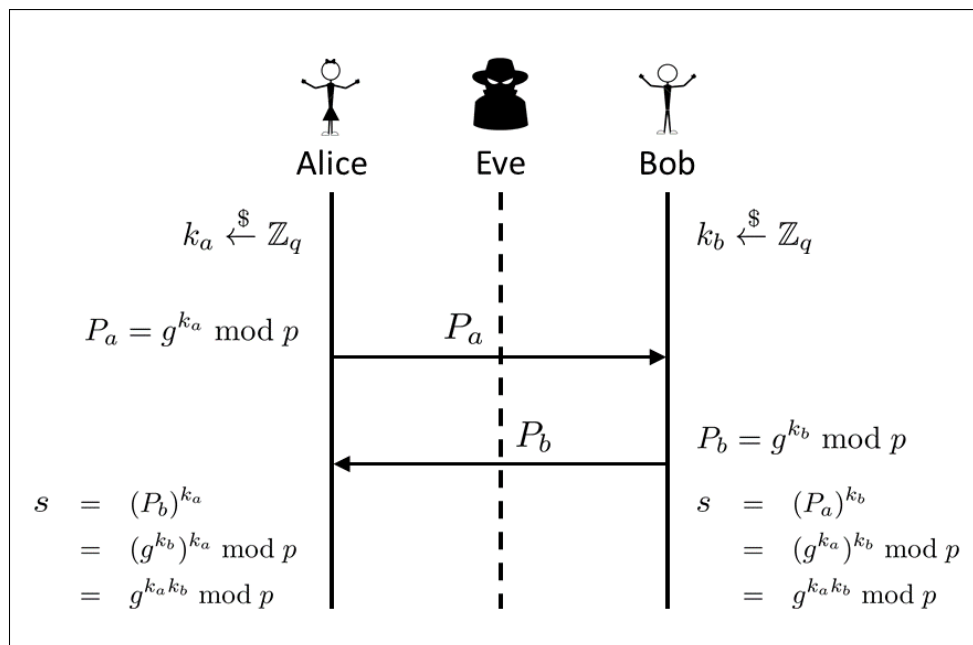 Alice Eve Bob
k_a $← ℤ_q k_b $← ℤ_q
P_a = g^{k_a} mod p P_a
P_b P_b = g^{k_b} mod p
s = (P_b)^{k_a} s = (P_a)^{k_b}
= (g^{k_b})^{k_a} mod p = (g^{k_a})^{k_b} mod p
= g^{k_a k_b} mod p = g^{k_a k_b} mod p